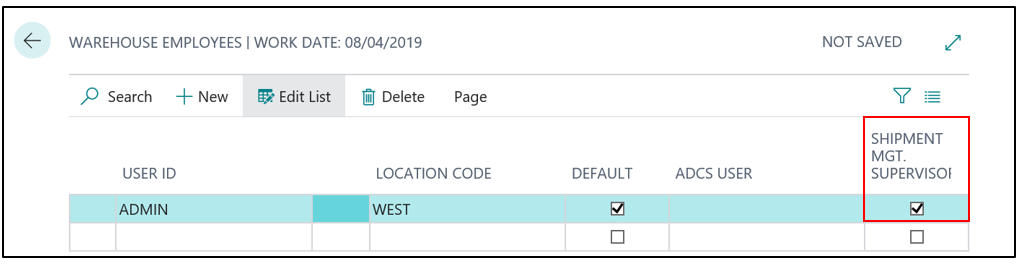 WAREHOUSE EMPLOYEES | WORK DATE: 08/04/2019
NOT SAVED
Search
New
Edit List
Delete
Page
USER ID
LOCATION CODE
DEFAULT
ADCS USER
SHIPMENT
MGT.
SUPERVISOR
ADMIN
WEST